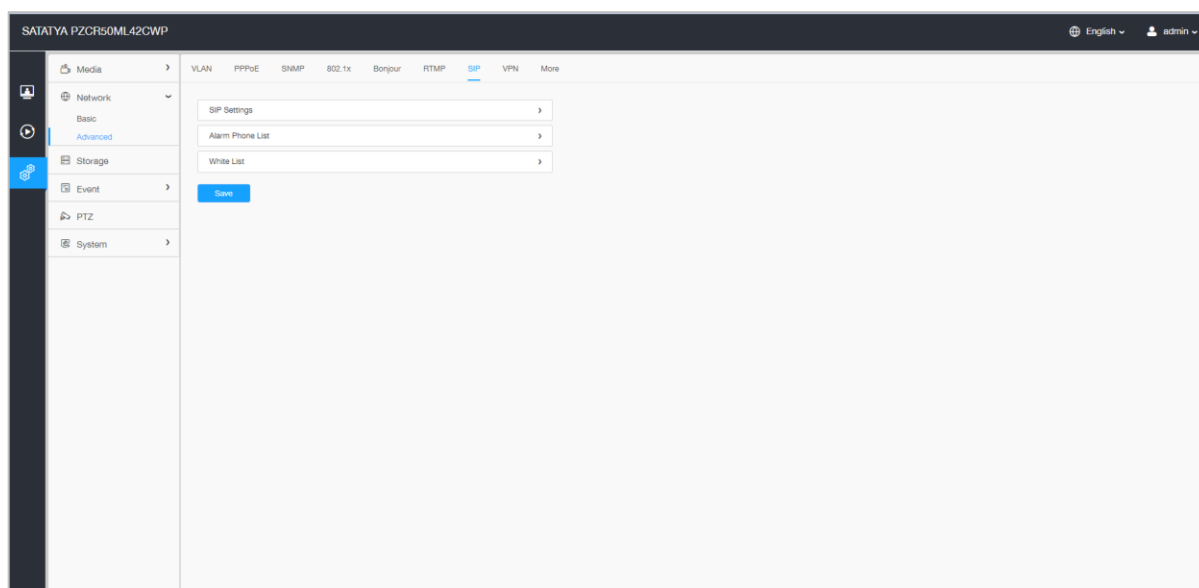 SATATYA PZCR50ML42CWP
English
admin
Media
Network
Basic
Advanced
Storage
Event
PTZ
System
VLAN PPPoE SNMP 802.1x Bonjour RTMP SIP VPN More
SIP Settings
Alarm Phone List
White List
Save